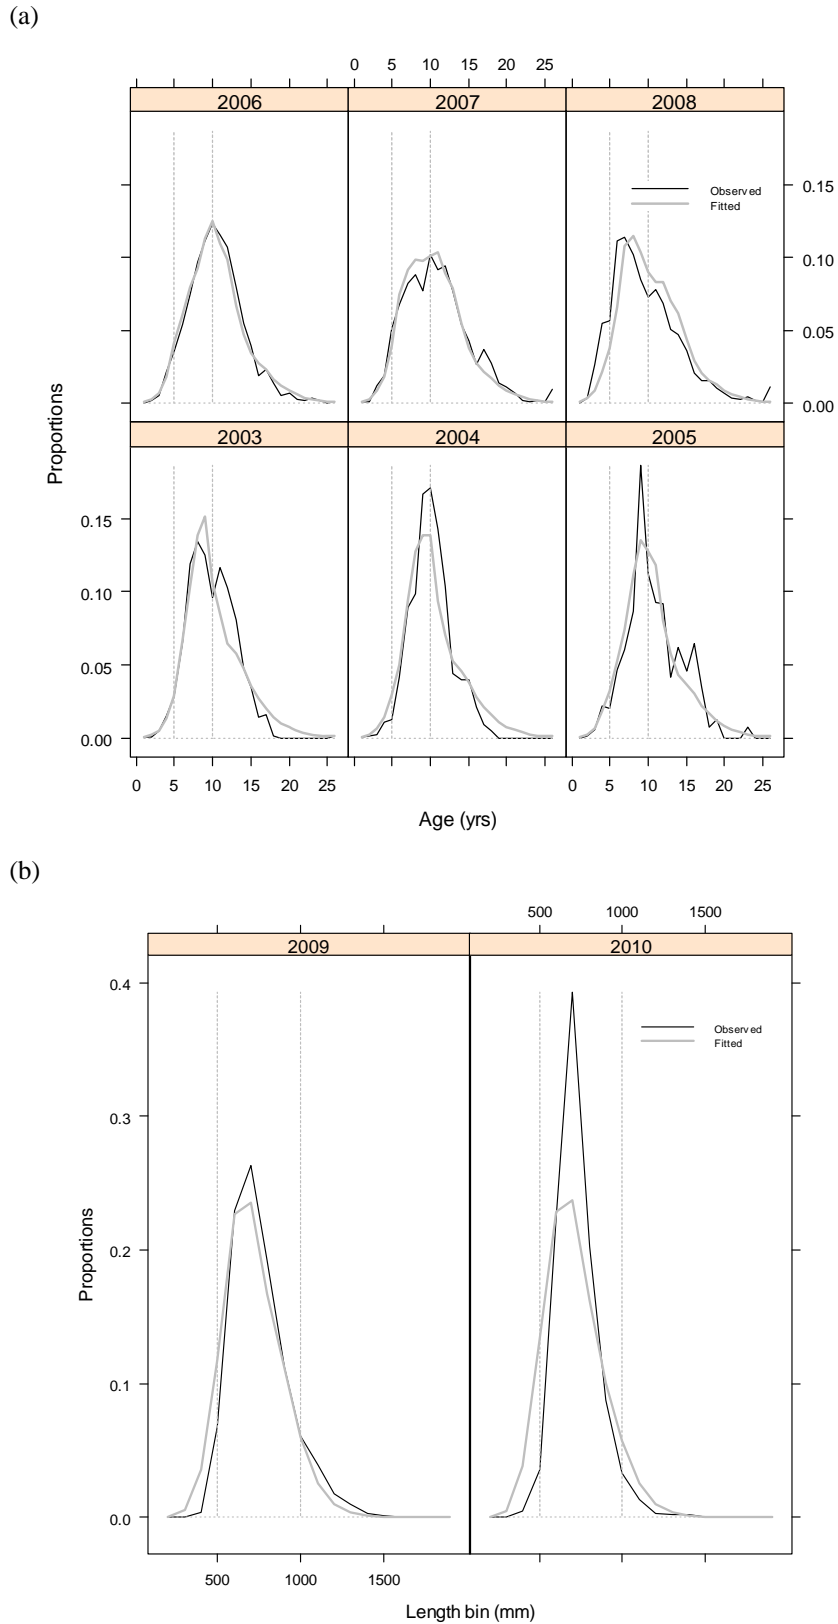 (a)
0 5 10 15 20 25
2006 2007 2008
Observed
Fitted
0.15
0.10
0.05
0.00
Proportions
2003 2004 2005
0.15
0.10
0.05
0.00
0 5 10 15 20 25 0 5 10 15 20 25
Age (yrs)
(b)
500 1000 1500
2009 2010
0.4
Observed
Fitted
0.3
0.2
Proportions
0.1
0.0
500 1000 1500
Length bin (mm)